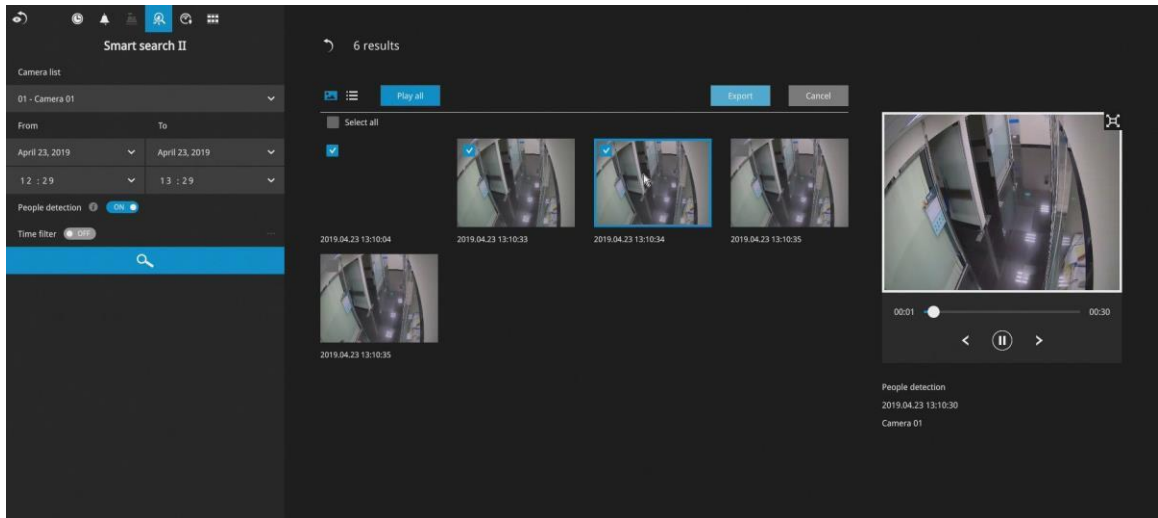 Smart search II
Camera list
01 - Camera 01
From To
April 23, 2019 April 23, 2019
12 : 29 13 : 29
People detection ON
Time filter OFF
6 results
Play all Export Cancel
Select all
2019.04.23 13:10:04 2019.04.23 13:10:33 2019.04.23 13:10:34 2019.04.23 13:10:35
2019.04.23 13:10:35
00:01 00:30
People detection
2019.04.23 13:10:30
Camera 01